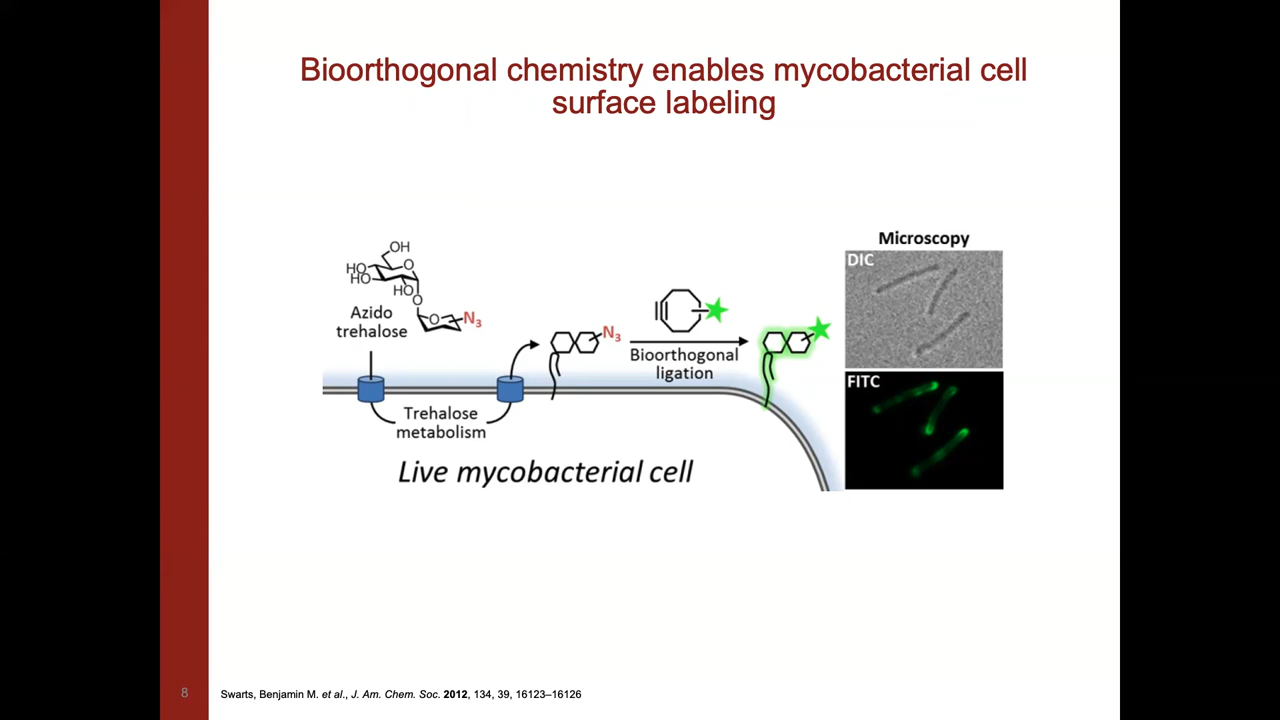 Bioorthogonal chemistry enables mycobacterial cell
surface labeling
Microscopy
DIC
OH
O
HO
HO
HO
O
Azido
trehalose
O
N3
N3
Bioorthogonal
ligation
FITC
Trehalose
metabolism
Live mycobacterial cell
8
Swarts, Benjamin M. et al., J. Am. Chem. Soc. 2012, 134, 39, 16123–16126